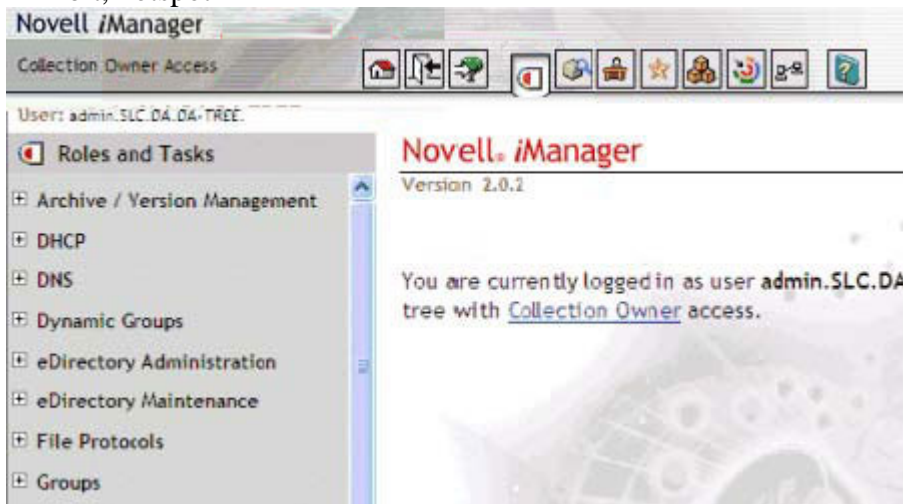 Novell iManager
Collection Owner Access
User: admin.SLC.DA.DA-TREE.
Roles and Tasks
Archive / Version Management
DHCP
DNS
Dynamic Groups
eDirectory Administration
eDirectory Maintenance
File Protocols
Groups
Novell. iManager
Version 2.0.2
You are currently logged in as user admin.SLC.DA
tree with Collection Owner access.